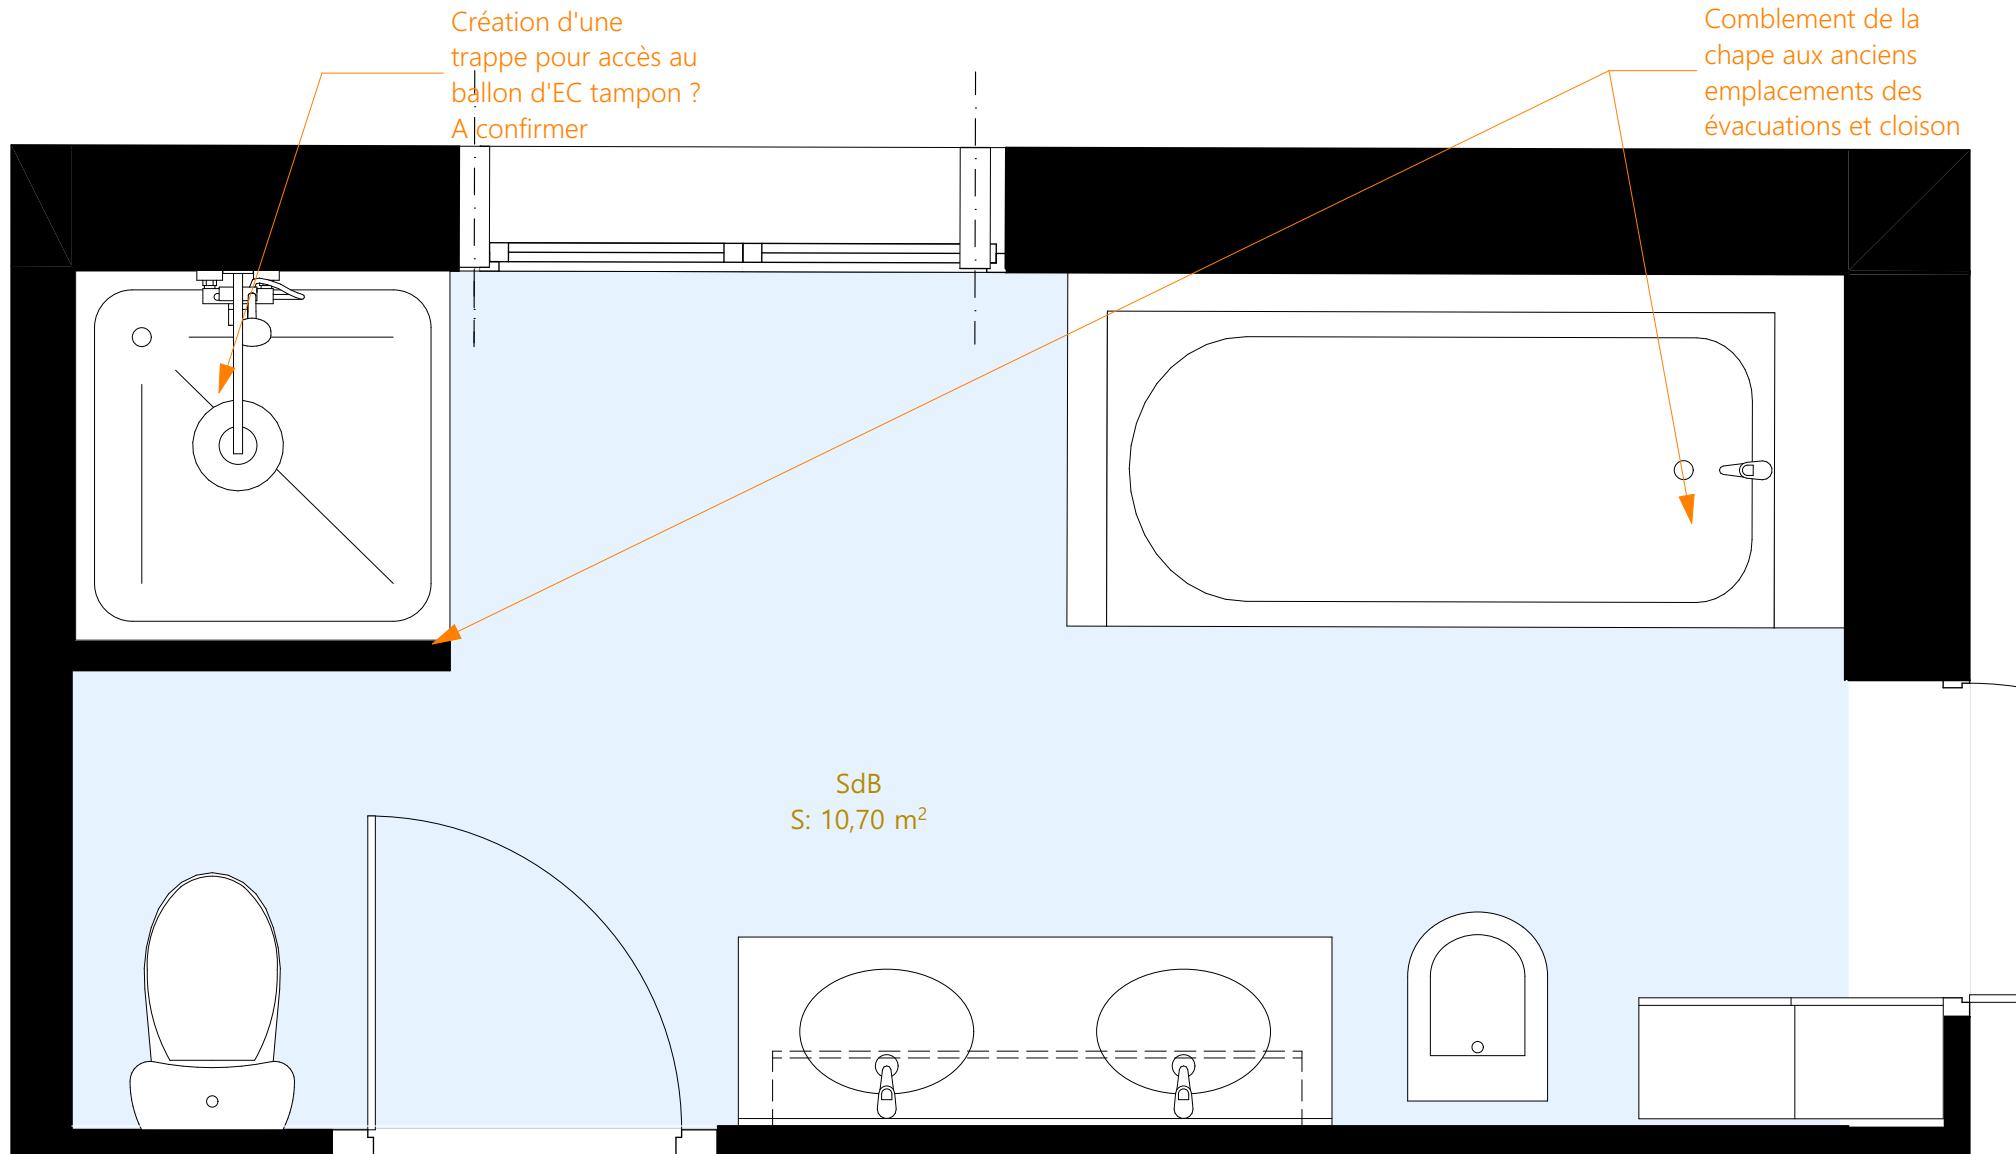 Création d'une
trappe pour accès au
ballon d'EC tampon ?
A confirmer
Comblement de la
chape aux anciens
emplacements des
évacuations et cloison
SdB
S: 10,70 m²